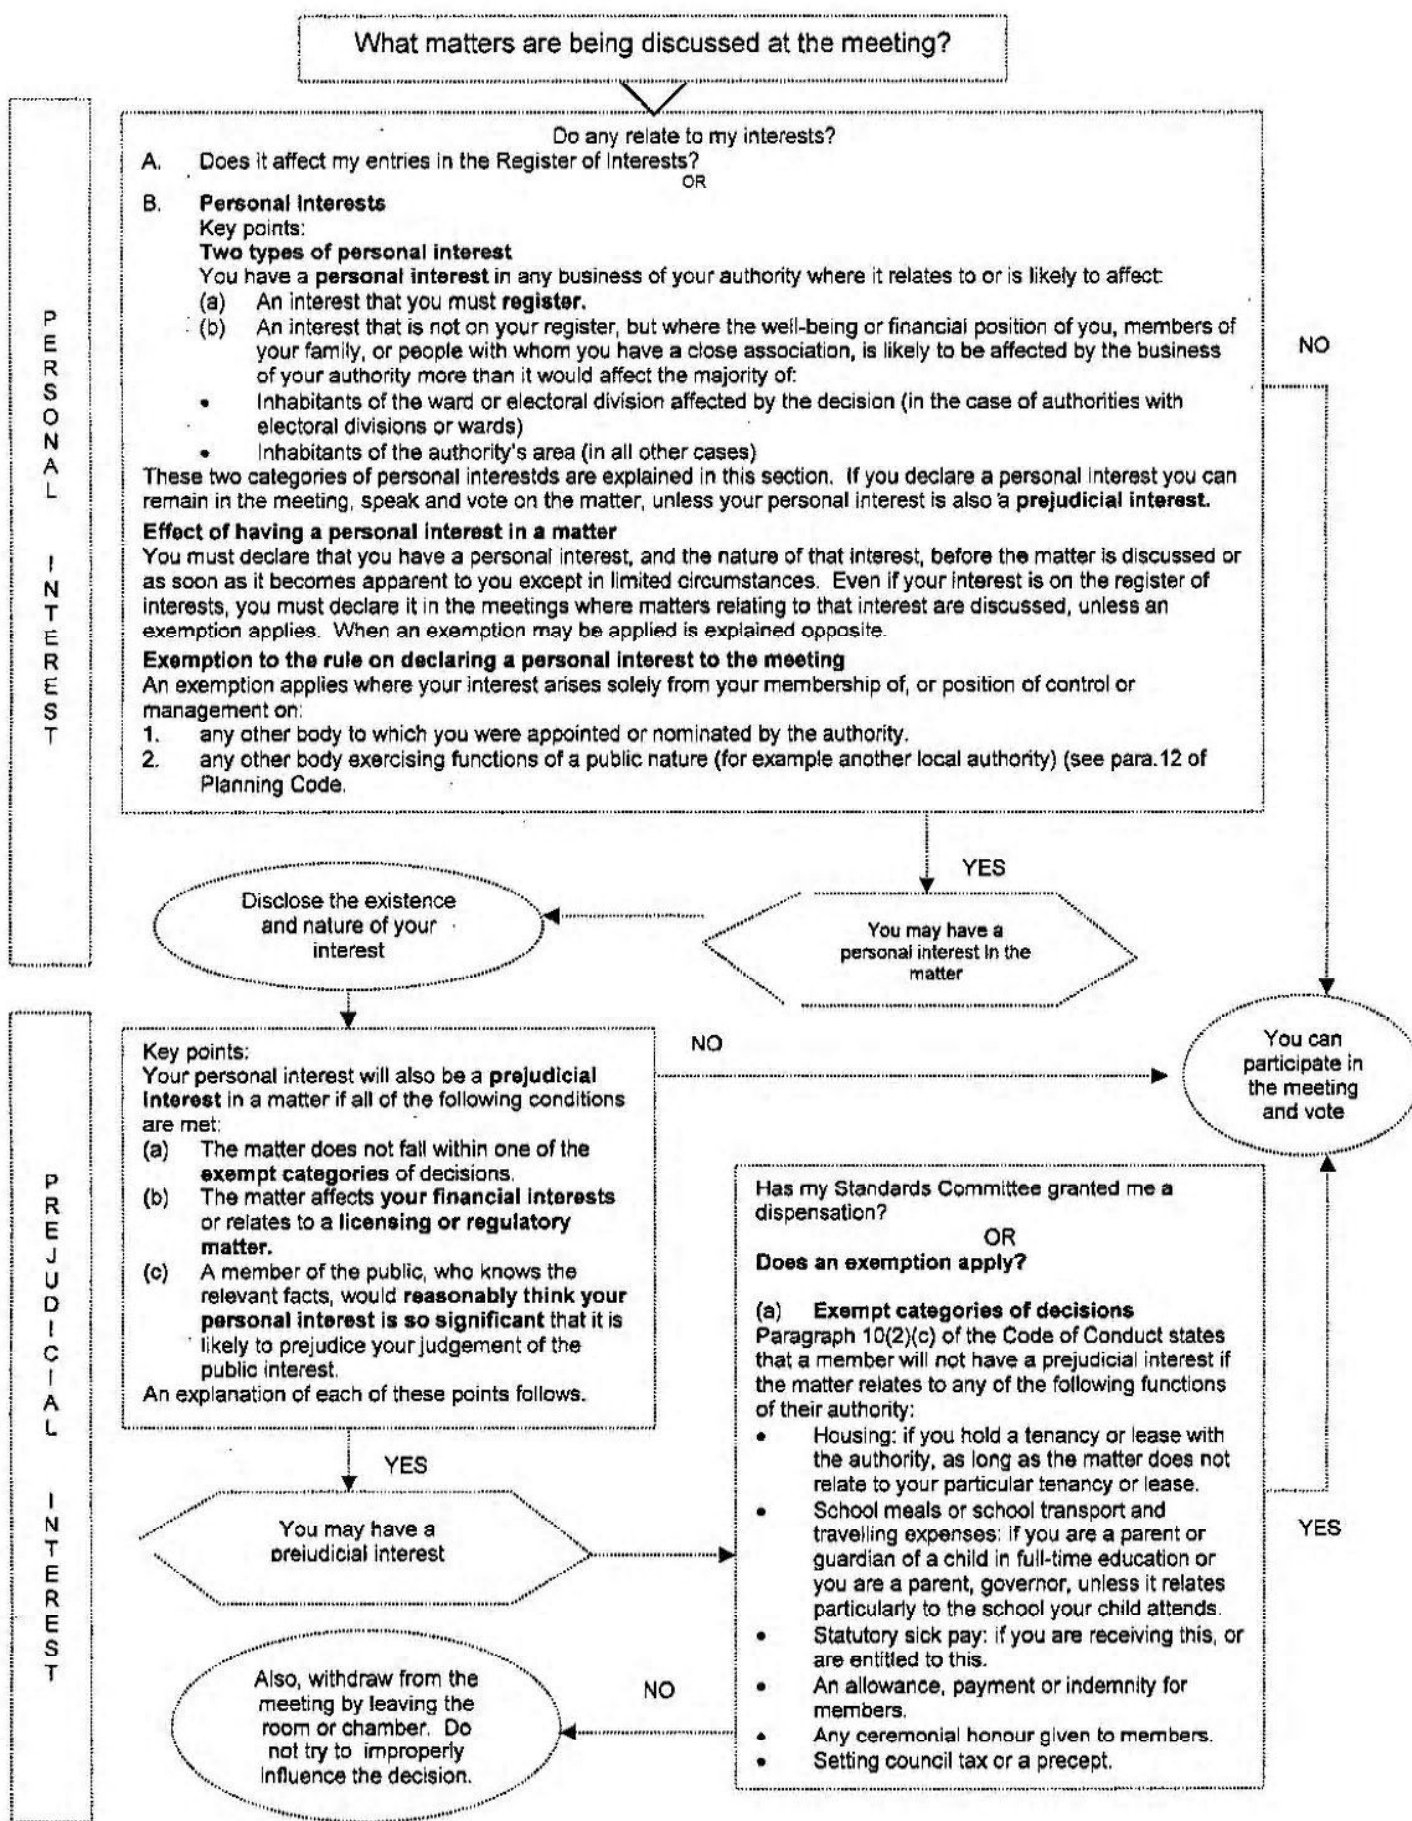 What matters are being discussed at the meeting?
PERSONAL INTEREST
Do any relate to my interests?
A. Does it affect my entries in the Register of Interests?
OR
B. Personal Interests
Key points:
Two types of personal interest
You have a personal interest in any business of your authority where it relates to or is likely to affect:
(a) An interest that you must register.
(b) An interest that is not on your register, but where the well-being or financial position of you, members of
your family, or people with whom you have a close association, is likely to be affected by the business
of your authority more than it would affect the majority of:
• Inhabitants of the ward or electoral division affected by the decision (in the case of authorities with
electoral divisions or wards)
• Inhabitants of the authority's area (in all other cases)
These two categories of personal interestds are explained in this section. If you declare a personal interest you can
remain in the meeting, speak and vote on the matter, unless your personal interest is also a prejudicial interest.
Effect of having a personal interest in a matter
You must declare that you have a personal interest, and the nature of that interest, before the matter is discussed or
as soon as it becomes apparent to you except in limited circumstances. Even if your interest is on the register of
interests, you must declare it in the meetings where matters relating to that interest are discussed, unless an
exemption applies. When an exemption may be applied is explained opposite.
Exemption to the rule on declaring a personal interest to the meeting
An exemption applies where your interest arises solely from your membership of, or position of control or
management on:
1. any other body to which you were appointed or nominated by the authority.
2. any other body exercising functions of a public nature (for example another local authority) (see para.12 of
Planning Code.
NO
YES
Disclose the existence
and nature of your
interest
You may have a
personal interest in the
matter
PREJUDICIAL INTEREST
Key points:
Your personal interest will also be a prejudicial
Interest in a matter if all of the following conditions
are met:
(a) The matter does not fall within one of the
exempt categories of decisions.
(b) The matter affects your financial interests
or relates to a licensing or regulatory
matter.
(c) A member of the public, who knows the
relevant facts, would reasonably think your
personal interest is so significant that it is
likely to prejudice your judgement of the
public interest.
An explanation of each of these points follows.
NO
You can
participate in
the meeting
and vote
YES
You may have a
prejudicial interest
Has my Standards Committee granted me a
dispensation?
OR
Does an exemption apply?
(a) Exempt categories of decisions
Paragraph 10(2)(c) of the Code of Conduct states
that a member will not have a prejudicial interest if
the matter relates to any of the following functions
of their authority:
• Housing: if you hold a tenancy or lease with
the authority, as long as the matter does not
relate to your particular tenancy or lease.
• School meals or school transport and
travelling expenses: if you are a parent or
guardian of a child in full-time education or
you are a parent, governor, unless it relates
particularly to the school your child attends.
• Statutory sick pay: if you are receiving this, or
are entitled to this.
• An allowance, payment or indemnity for
members.
• Any ceremonial honour given to members.
• Setting council tax or a precept.
YES
NO
Also, withdraw from the
meeting by leaving the
room or chamber. Do
not try to improperly
influence the decision.